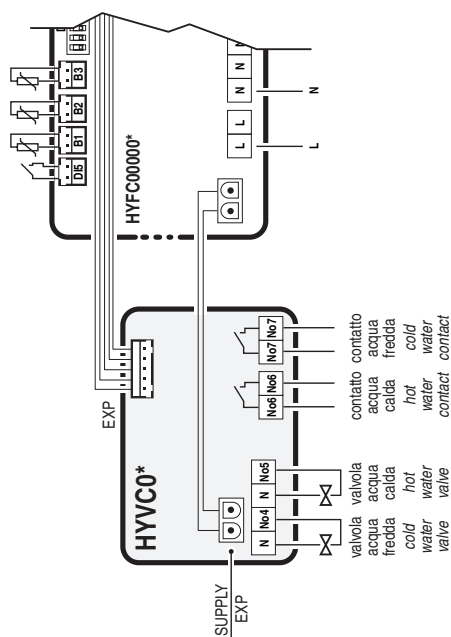 DI5 B1 B2 B3
EXP
HYFC00000*
HYVC0*
SUPPLY
EXP
N No4 N No5
No6 No6 No7 No7
L L N N
L N
valvola
acqua
fredda
cold
water
valve
valvola
acqua
calda
hot
water
valve
contatto
acqua
calda
hot
water
contact
contatto
acqua
fredda
cold
water
contact